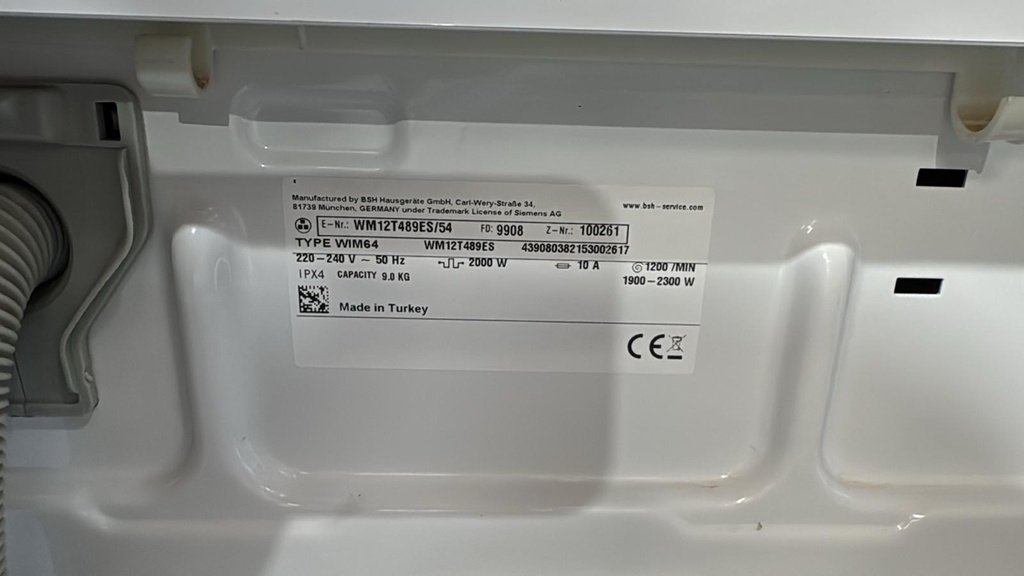 Manufactured by BSH Hausgeräte GmbH, Carl-Wery-Straße 34,
81739 München, GERMANY under Trademark License of Siemens AG
www.bsh-service.com
E-Nr.: WM12T489ES/54 FD: 9908 Z-Nr.: 100261
TYPE WIM64 WM12T489ES 439080382153002617
220-240 V ~ 50 Hz 2000 W 10 A 1200 /MIN
IPX4 CAPACITY 9.0 KG 1900-2300 W
Made in Turkey
CE